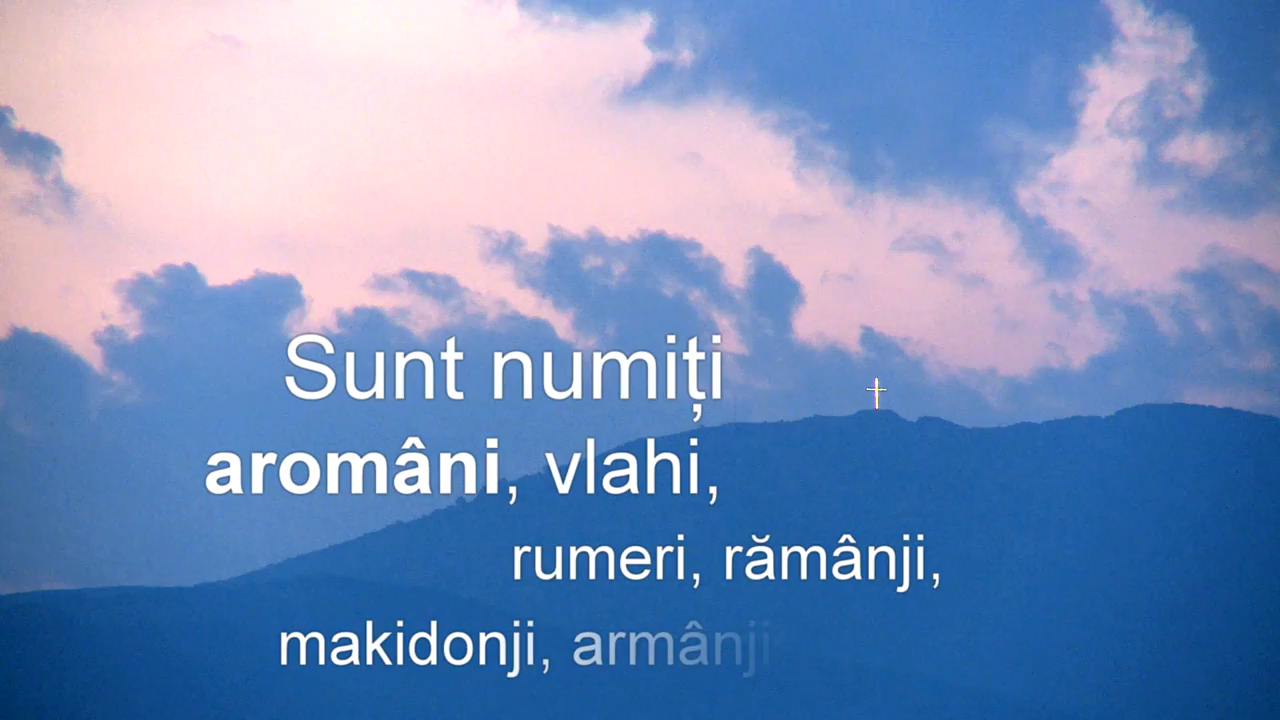 Sunt numiți
aromâni, vlahi,
rumeri, rămânji,
makidonji, armânji